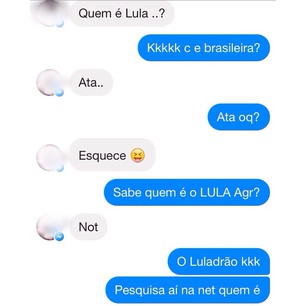 Quem é Lula ..?
Kkkkk c e brasileira?
Ata..
Ata oq?
Esquece 😝
Sabe quem é o LULA Agr?
Not
O Luladrão kkk
Pesquisa aí na net quem é